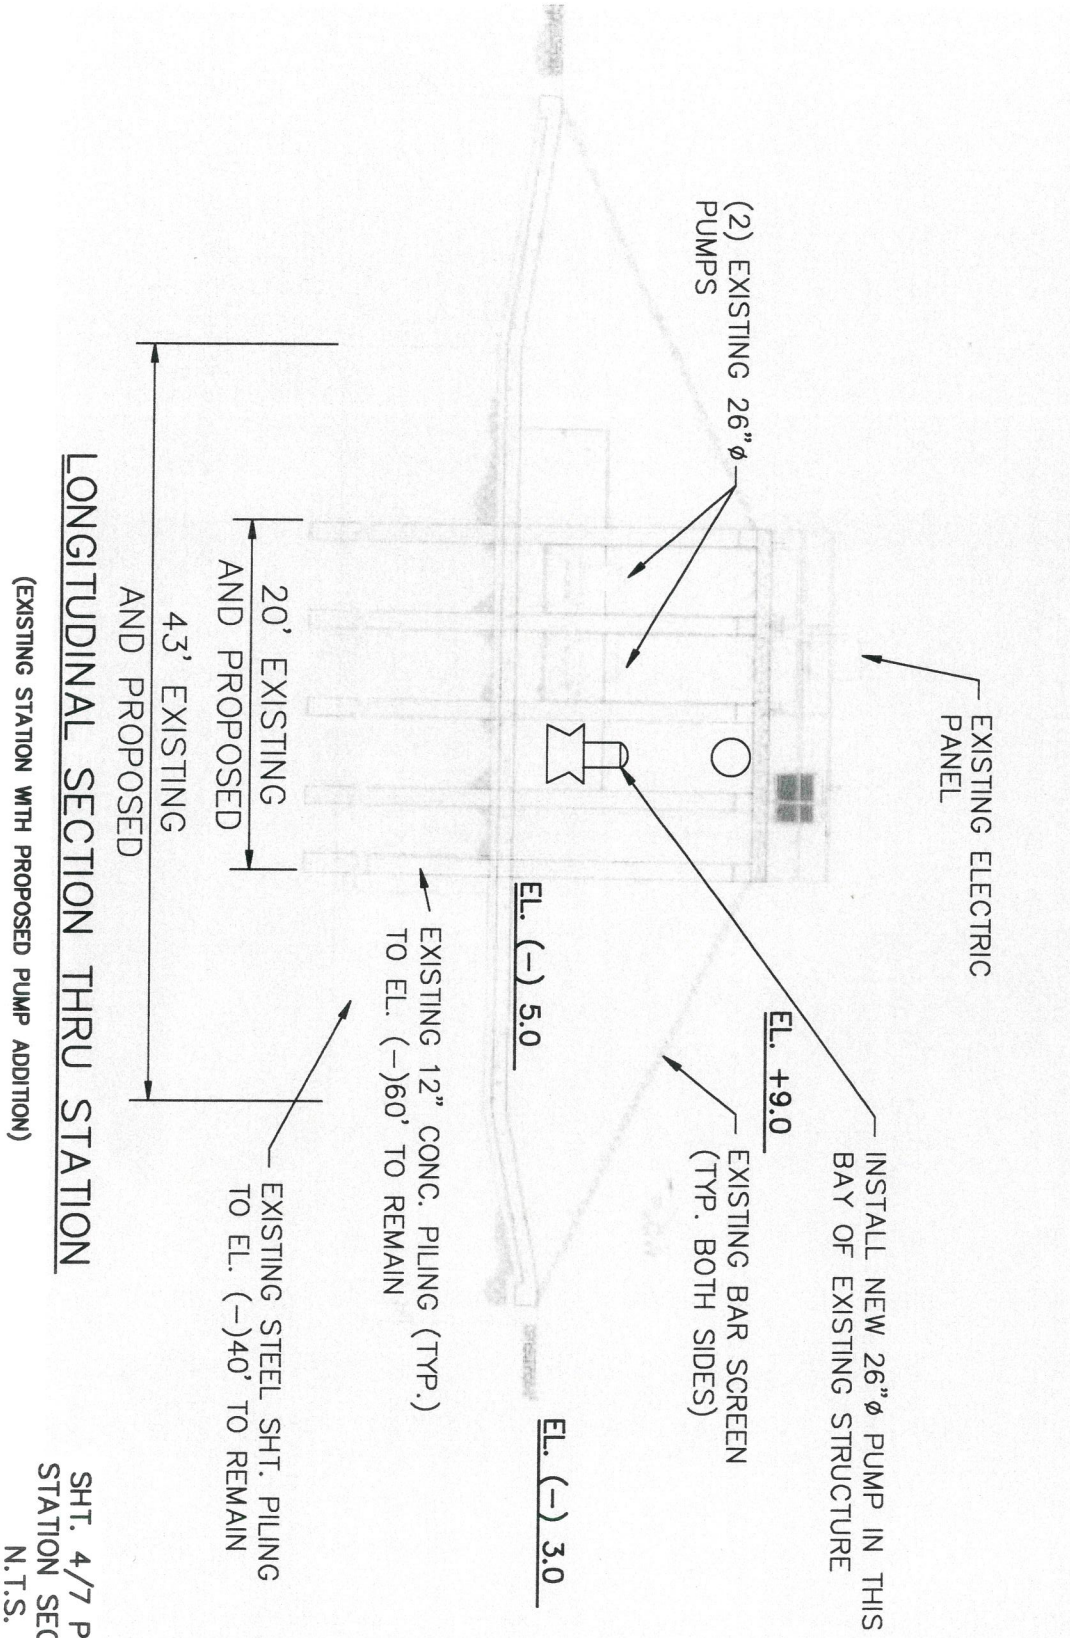 EXISTING ELECTRIC
PANEL
INSTALL NEW 26"ø PUMP IN THIS
BAY OF EXISTING STRUCTURE
EL. +9.0
(2) EXISTING 26"ø
PUMPS
EXISTING BAR SCREEN
(TYP. BOTH SIDES)
EL. (-) 5.0
EL. (-) 3.0
EXISTING 12" CONC. PILING (TYP.)
TO EL. (-)60' TO REMAIN
20' EXISTING
AND PROPOSED
EXISTING STEEL SHT. PILING
TO EL. (-)40' TO REMAIN
43' EXISTING
AND PROPOSED
LONGITUDINAL SECTION THRU STATION
(EXISTING STATION WITH PROPOSED PUMP ADDITION)
SHT. 4/7 P
STATION SEC
N.T.S.